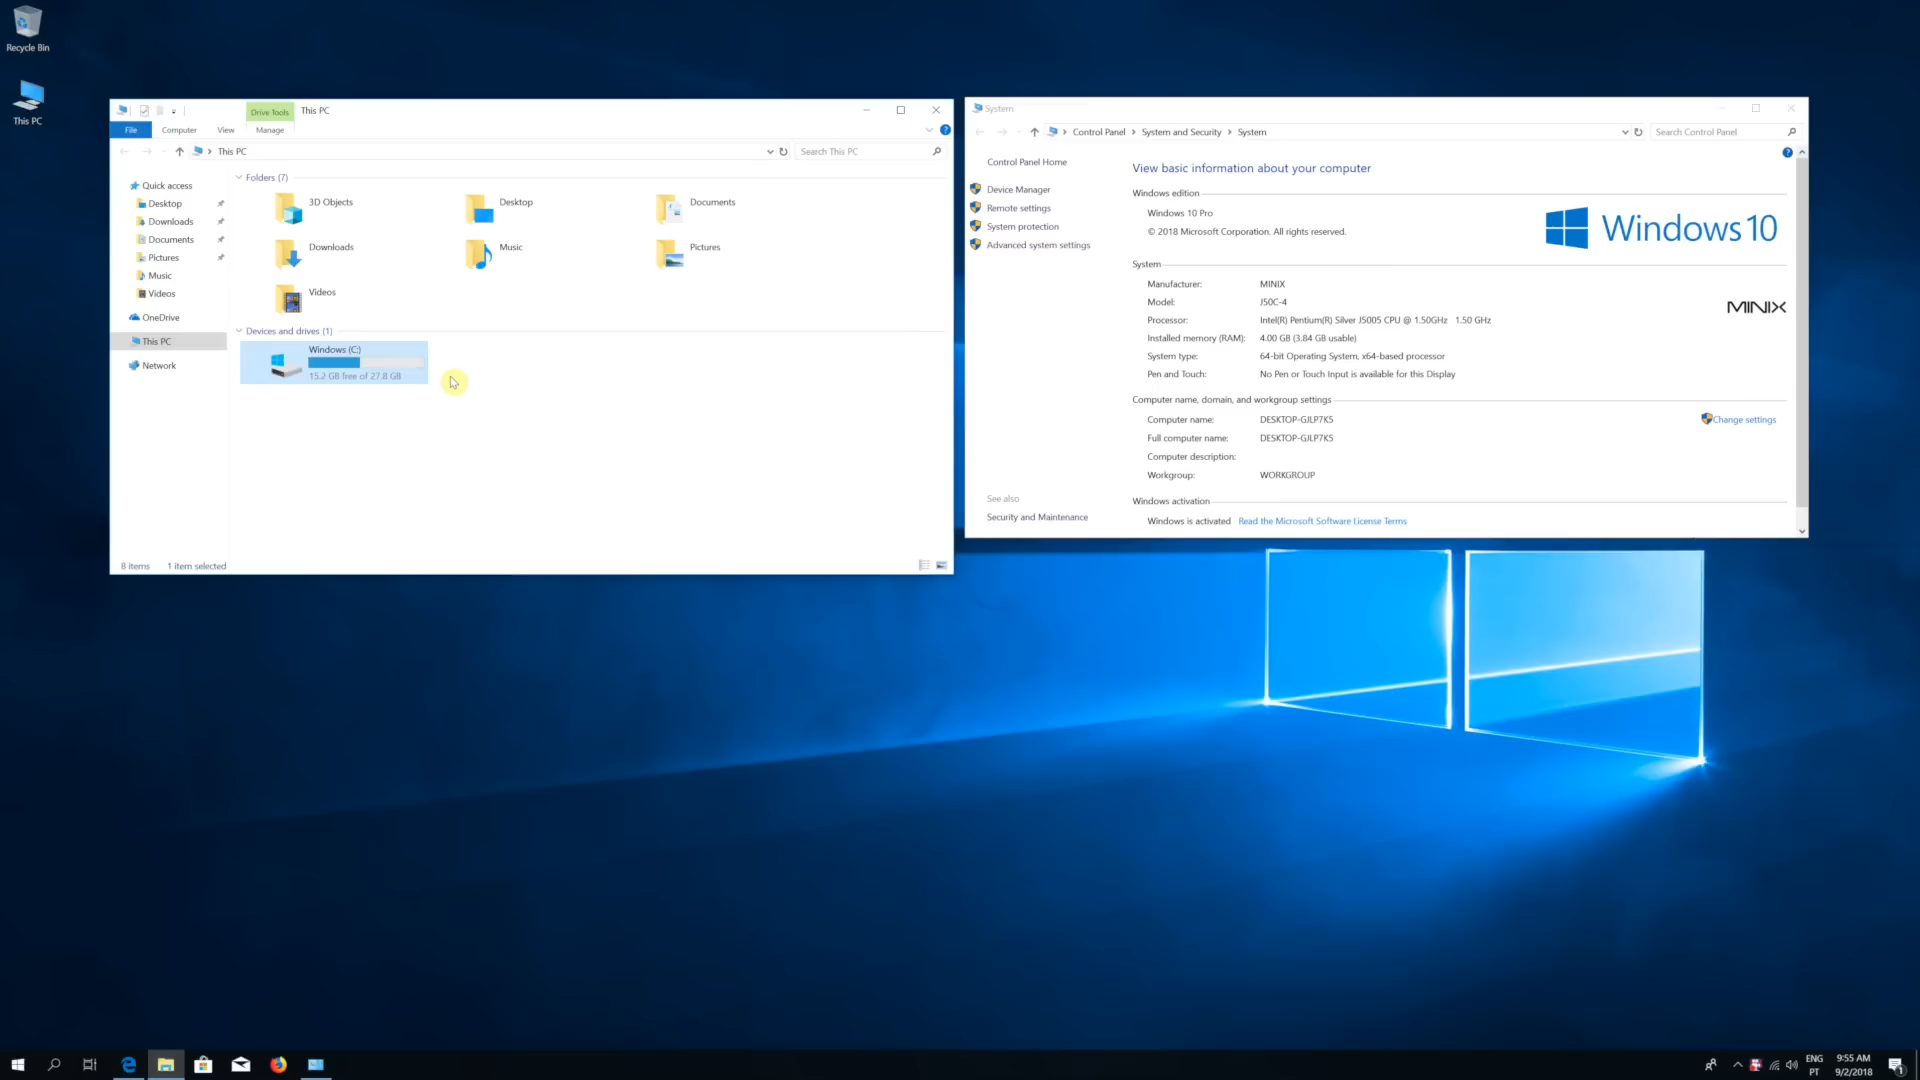 Recycle Bin
This PC
Drive Tools
This PC
File
Computer
View
Manage
This PC
Search This PC
Quick access
Desktop
Downloads
Documents
Pictures
Music
Videos
OneDrive
This PC
Network
Folders (7)
3D Objects
Desktop
Documents
Downloads
Music
Pictures
Videos
Devices and drives (1)
Windows (C:)
15.2 GB free of 27.8 GB
8 items
1 item selected
System
Control Panel
System and Security
System
Search Control Panel
Control Panel Home
Device Manager
Remote settings
System protection
Advanced system settings
See also
Security and Maintenance
View basic information about your computer
Windows edition
Windows 10 Pro
© 2018 Microsoft Corporation. All rights reserved.
Windows 10
System
Manufacturer: MINIX
Model: J50C-4
Processor: Intel(R) Pentium(R) Silver J5005 CPU @ 1.50GHz 1.50 GHz
Installed memory (RAM): 4.00 GB (3.84 GB usable)
System type: 64-bit Operating System, x64-based processor
Pen and Touch: No Pen or Touch Input is available for this Display
MINIX
Computer name, domain, and workgroup settings
Computer name: DESKTOP-GJLP7K5
Change settings
Full computer name: DESKTOP-GJLP7K5
Computer description:
Workgroup: WORKGROUP
Windows activation
Windows is activated Read the Microsoft Software License Terms
ENG
PT
9:55 AM
9/2/2018
1